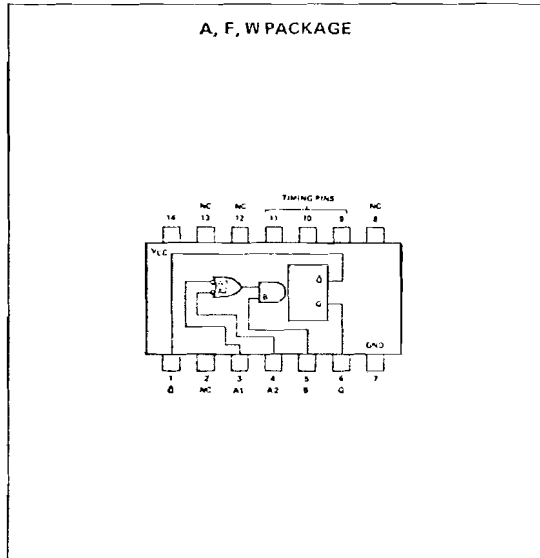 A, F, W PACKAGE
TIMING PINS
NC NC NC
14 13 12 11 10 9 8
VCC
Q̄
B
Q
GND
1 2 3 4 5 6 7
Q̄ NC A1 A2 B Q